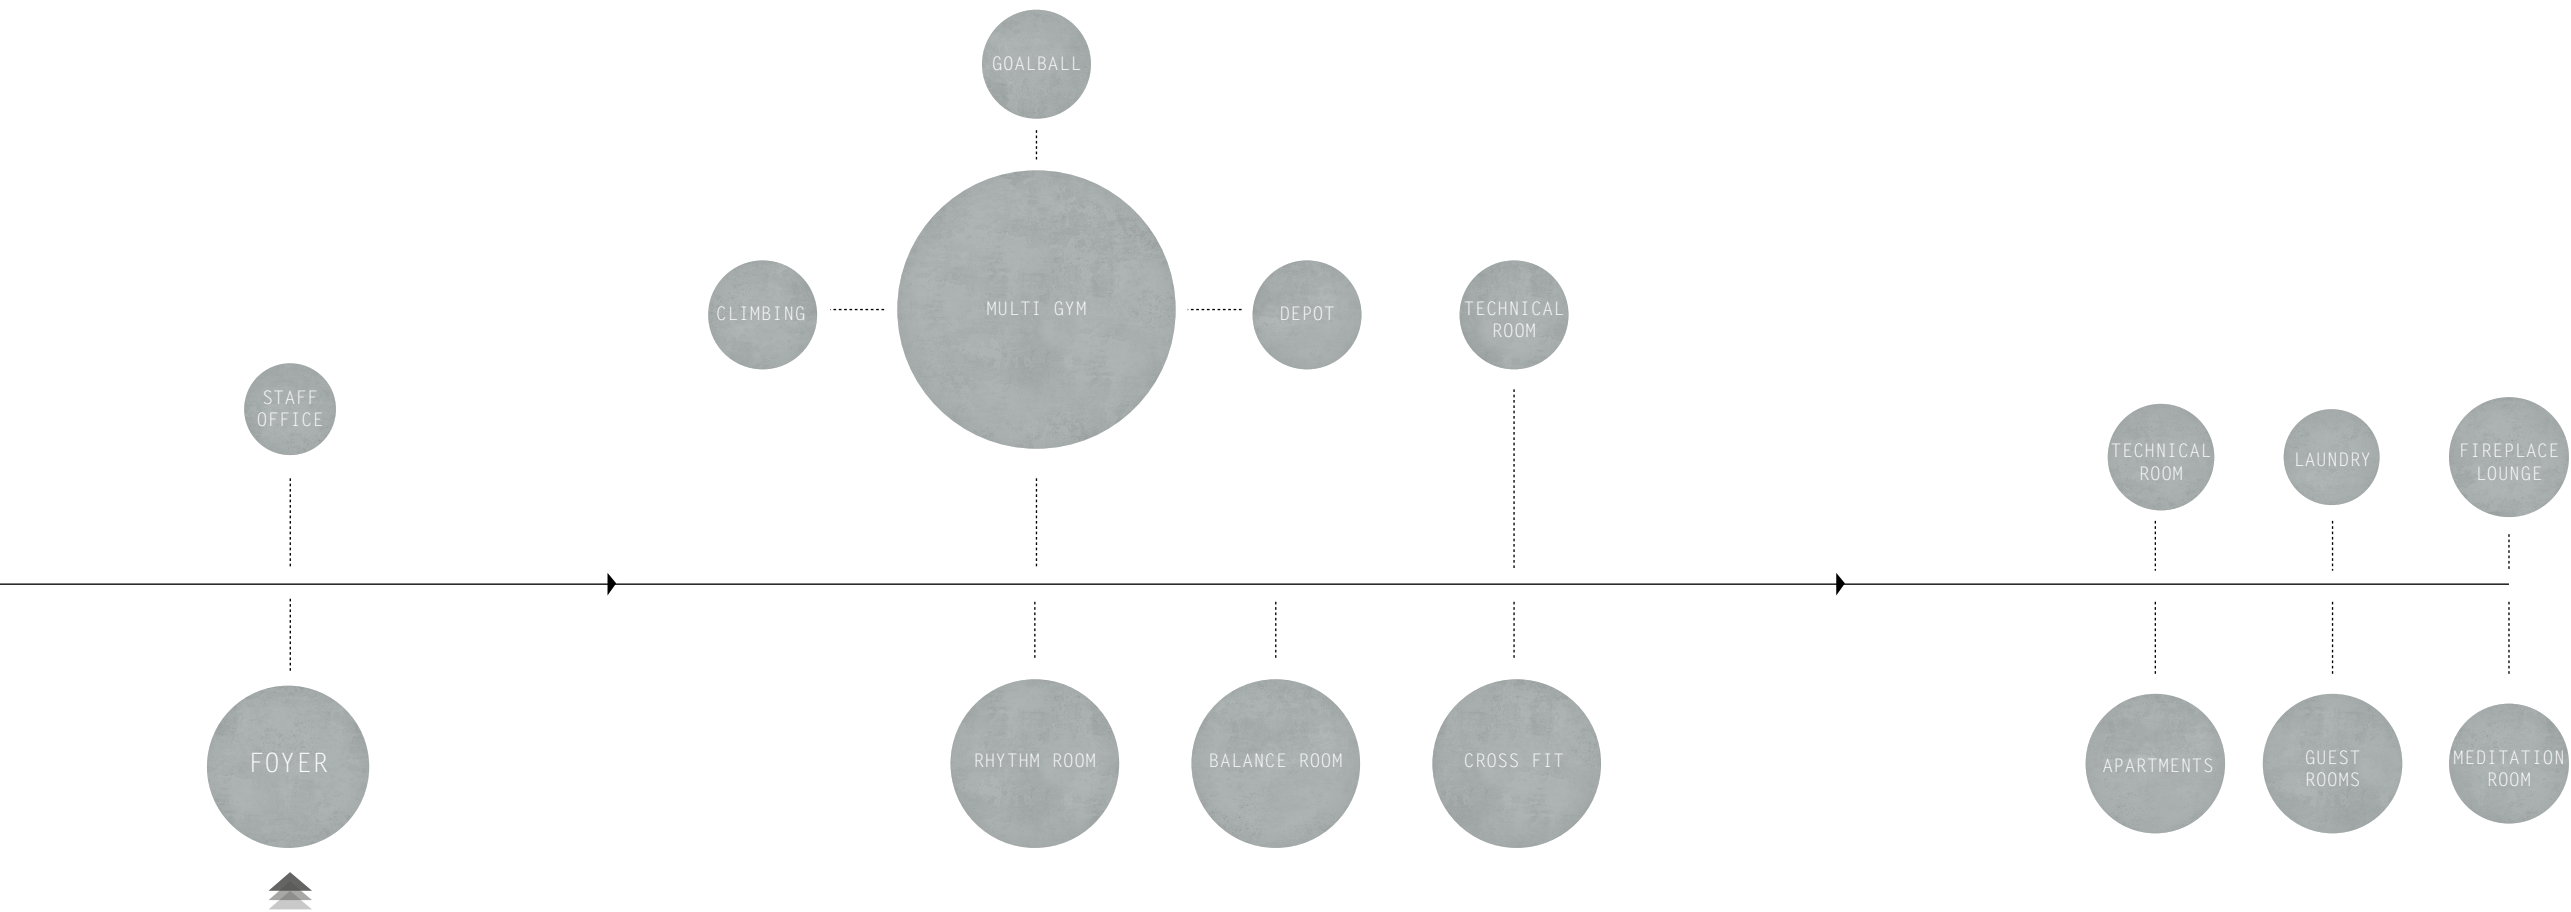 GOALBALL
CLIMBING
MULTI GYM
DEPOT
TECHNICAL
ROOM
STAFF
OFFICE
TECHNICAL
ROOM
LAUNDRY
FIREPLACE
LOUNGE
FOYER
RHYTHM ROOM
BALANCE ROOM
CROSS FIT
APARTMENTS
GUEST
ROOMS
MEDITATION
ROOM